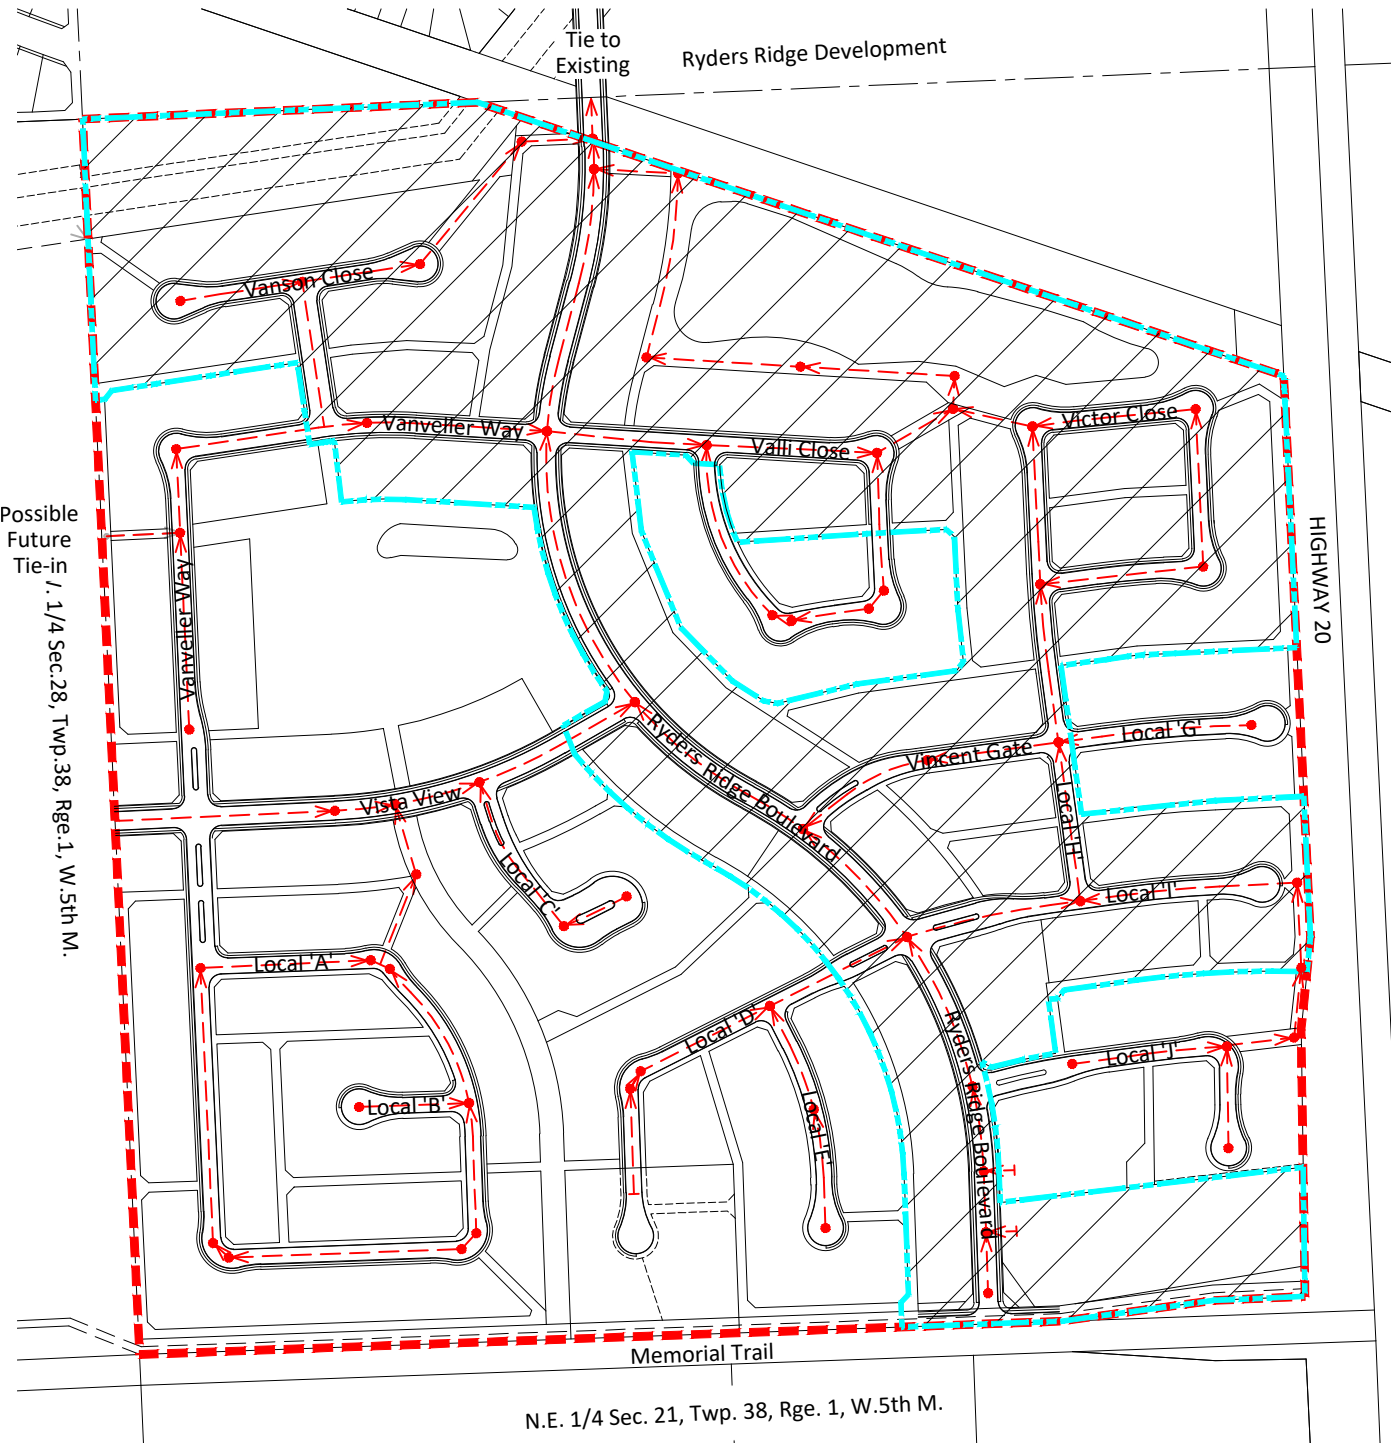 Tie to
Existing
Ryders Ridge Development
Vanson Close
Vanveller Way
Valli Close
Victor Close
Possible
Future
Tie-in
/. 1/4 Sec.28, Twp.38, Rge.1, W.5th M.
Vanveller Way
HIGHWAY 20
Ryders Ridge Boulevard
Vincent Gate
Local 'G'
Vista View
Local 'H'
Local 'C'
Local 'I'
Local 'A'
Local 'D'
Ryders Ridge Boulevard
Local 'J'
Local 'B'
Local 'E'
Memorial Trail
N.E. 1/4 Sec. 21, Twp. 38, Rge. 1, W.5th M.